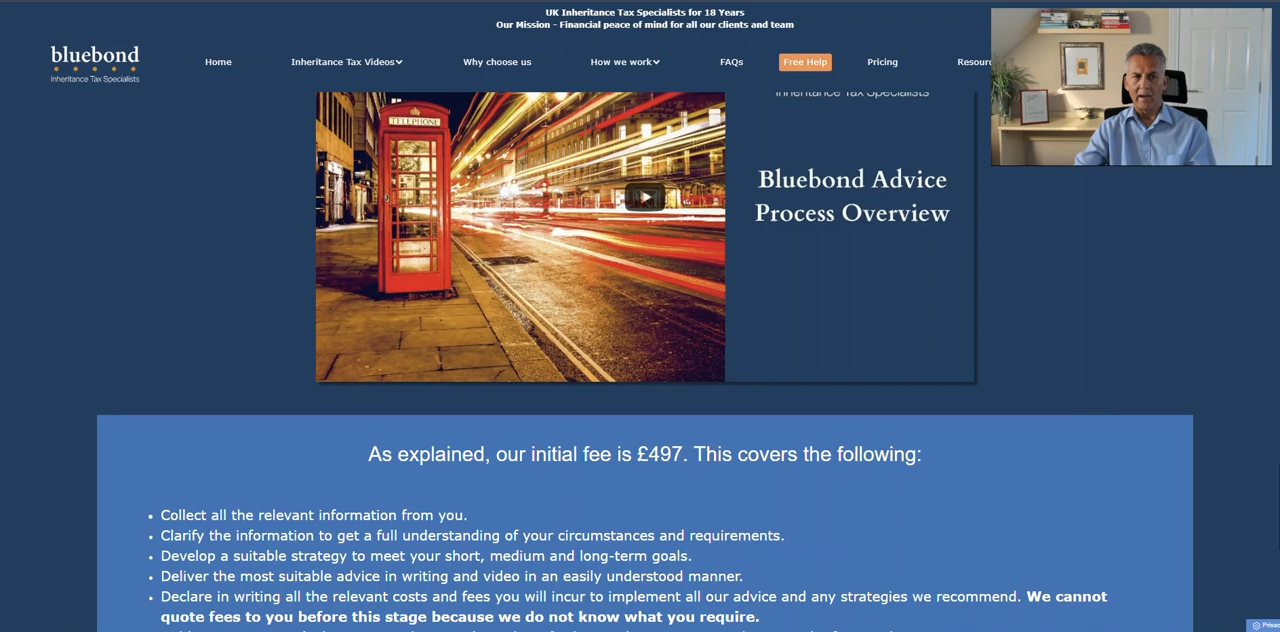 UK Inheritance Tax Specialists for 18 Years
Our Mission - Financial peace of mind for all our clients and team
bluebond
Inheritance Tax Specialists
Home
Inheritance Tax Videos
Why choose us
How we work
FAQs
Free Help
Pricing
Inheritance Tax Specialists
TELEPHONE
Bluebond Advice
Process Overview
As explained, our initial fee is £497. This covers the following:
• Collect all the relevant information from you.
• Clarify the information to get a full understanding of your circumstances and requirements.
• Develop a suitable strategy to meet your short, medium and long-term goals.
• Deliver the most suitable advice in writing and video in an easily understood manner.
• Declare in writing all the relevant costs and fees you will incur to implement all our advice and any strategies we recommend. We cannot
quote fees to you before this stage because we do not know what you require.